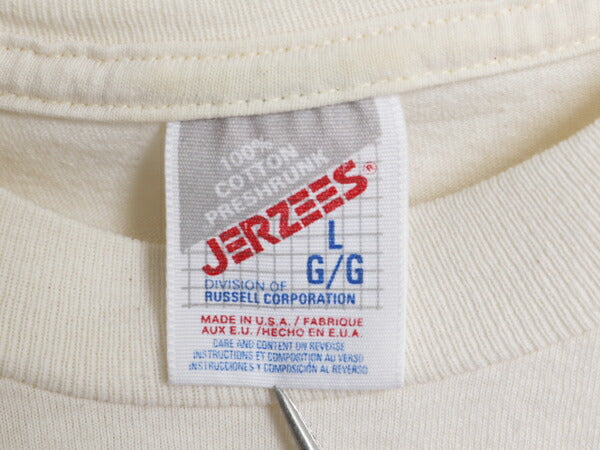 100%
COTTON
PRESHRUNK
JERZEES®
L
G/G
DIVISION OF
RUSSELL CORPORATION
MADE IN U.S.A. / FABRIQUE
AUX E.U. / HECHO EN E.U.A.
CARE AND CONTENT ON REVERSE
INSTRUCTIONS ET COMPOSITION AU VERSO
INSTRUCCIONES Y COMPOSICIÓN AL REVERSO